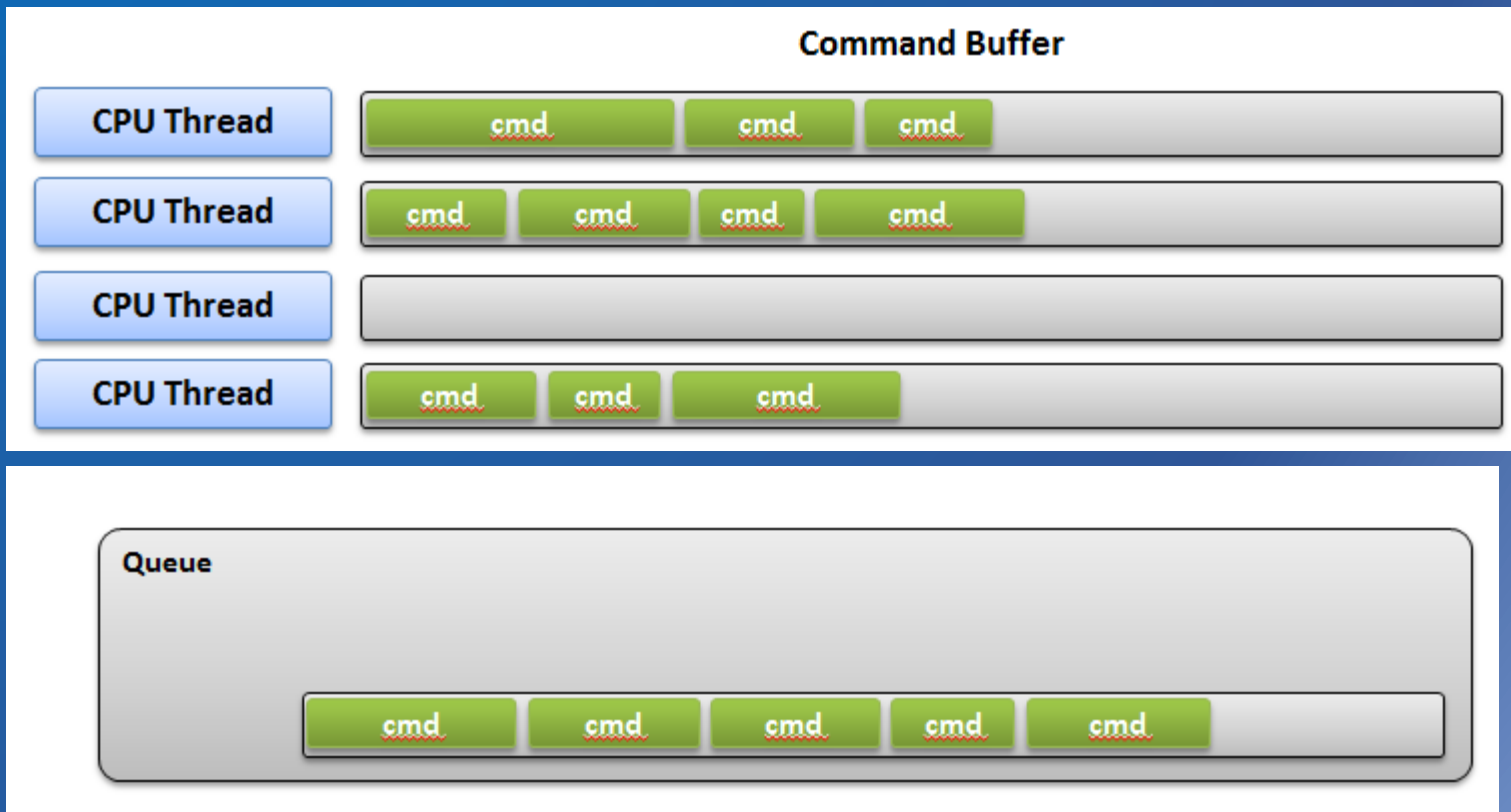 Command Buffer
CPU Thread cmd cmd cmd
CPU Thread cmd cmd cmd cmd
CPU Thread
CPU Thread cmd cmd cmd
Queue
cmd cmd cmd cmd cmd